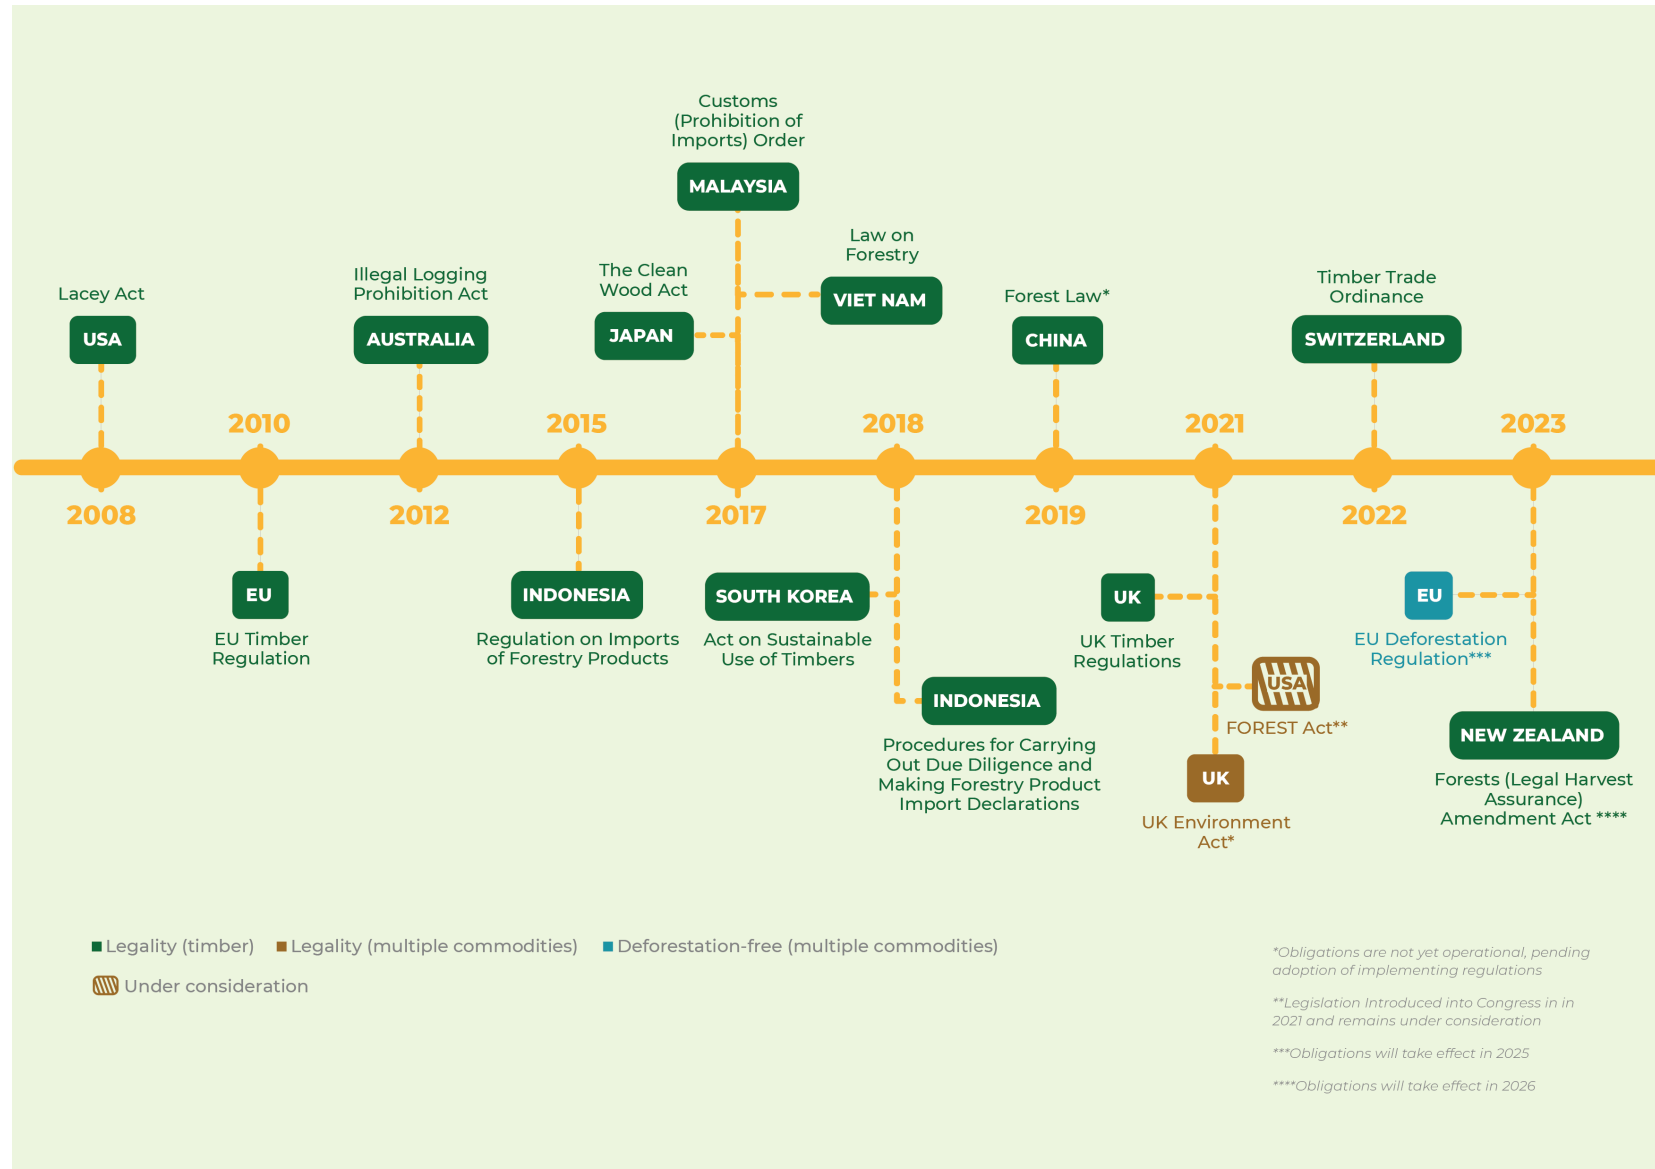 Customs
(Prohibition of
Imports) Order
MALAYSIA
Law on
Forestry
VIET NAM
The Clean
Wood Act
JAPAN
Lacey Act
USA
Illegal Logging
Prohibition Act
AUSTRALIA
Forest Law*
CHINA
Timber Trade
Ordinance
SWITZERLAND
2010
2015
2018
2021
2023
2008
2012
2017
2019
2022
EU
EU Timber
Regulation
INDONESIA
Regulation on Imports
of Forestry Products
SOUTH KOREA
Act on Sustainable
Use of Timbers
INDONESIA
Procedures for Carrying
Out Due Diligence and
Making Forestry Product
Import Declarations
UK
UK Timber
Regulations
USA
FOREST Act**
UK
UK Environment
Act*
EU
EU Deforestation
Regulation***
NEW ZEALAND
Forests (Legal Harvest
Assurance)
Amendment Act ****
Legality (timber)
Legality (multiple commodities)
Deforestation-free (multiple commodities)
Under consideration
*Obligations are not yet operational, pending
adoption of implementing regulations
**Legislation Introduced into Congress in in
2021 and remains under consideration
***Obligations will take effect in 2025
****Obligations will take effect in 2026